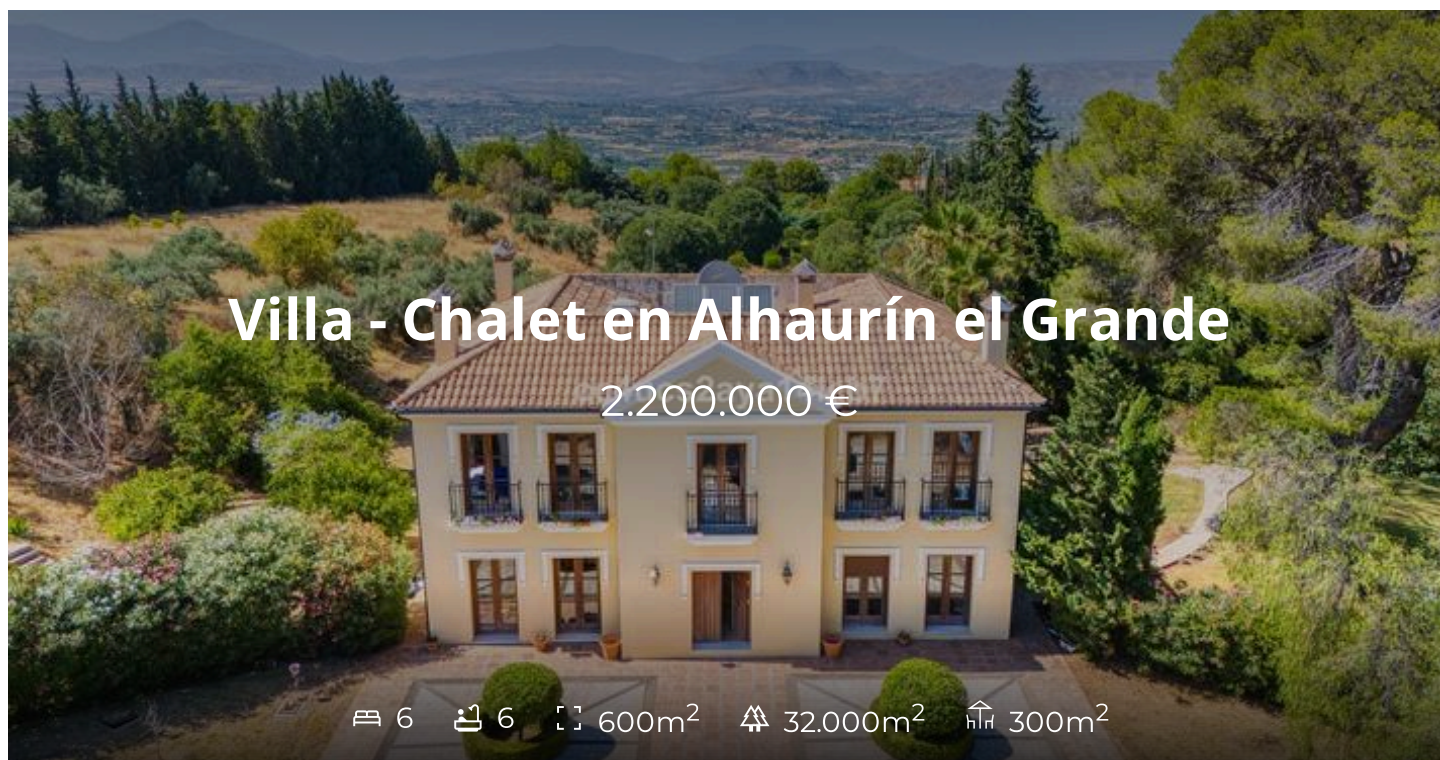 Villa - Chalet en Alhaurín el Grande
2.200.000 €
6 6 600m² 32.000m² 300m²